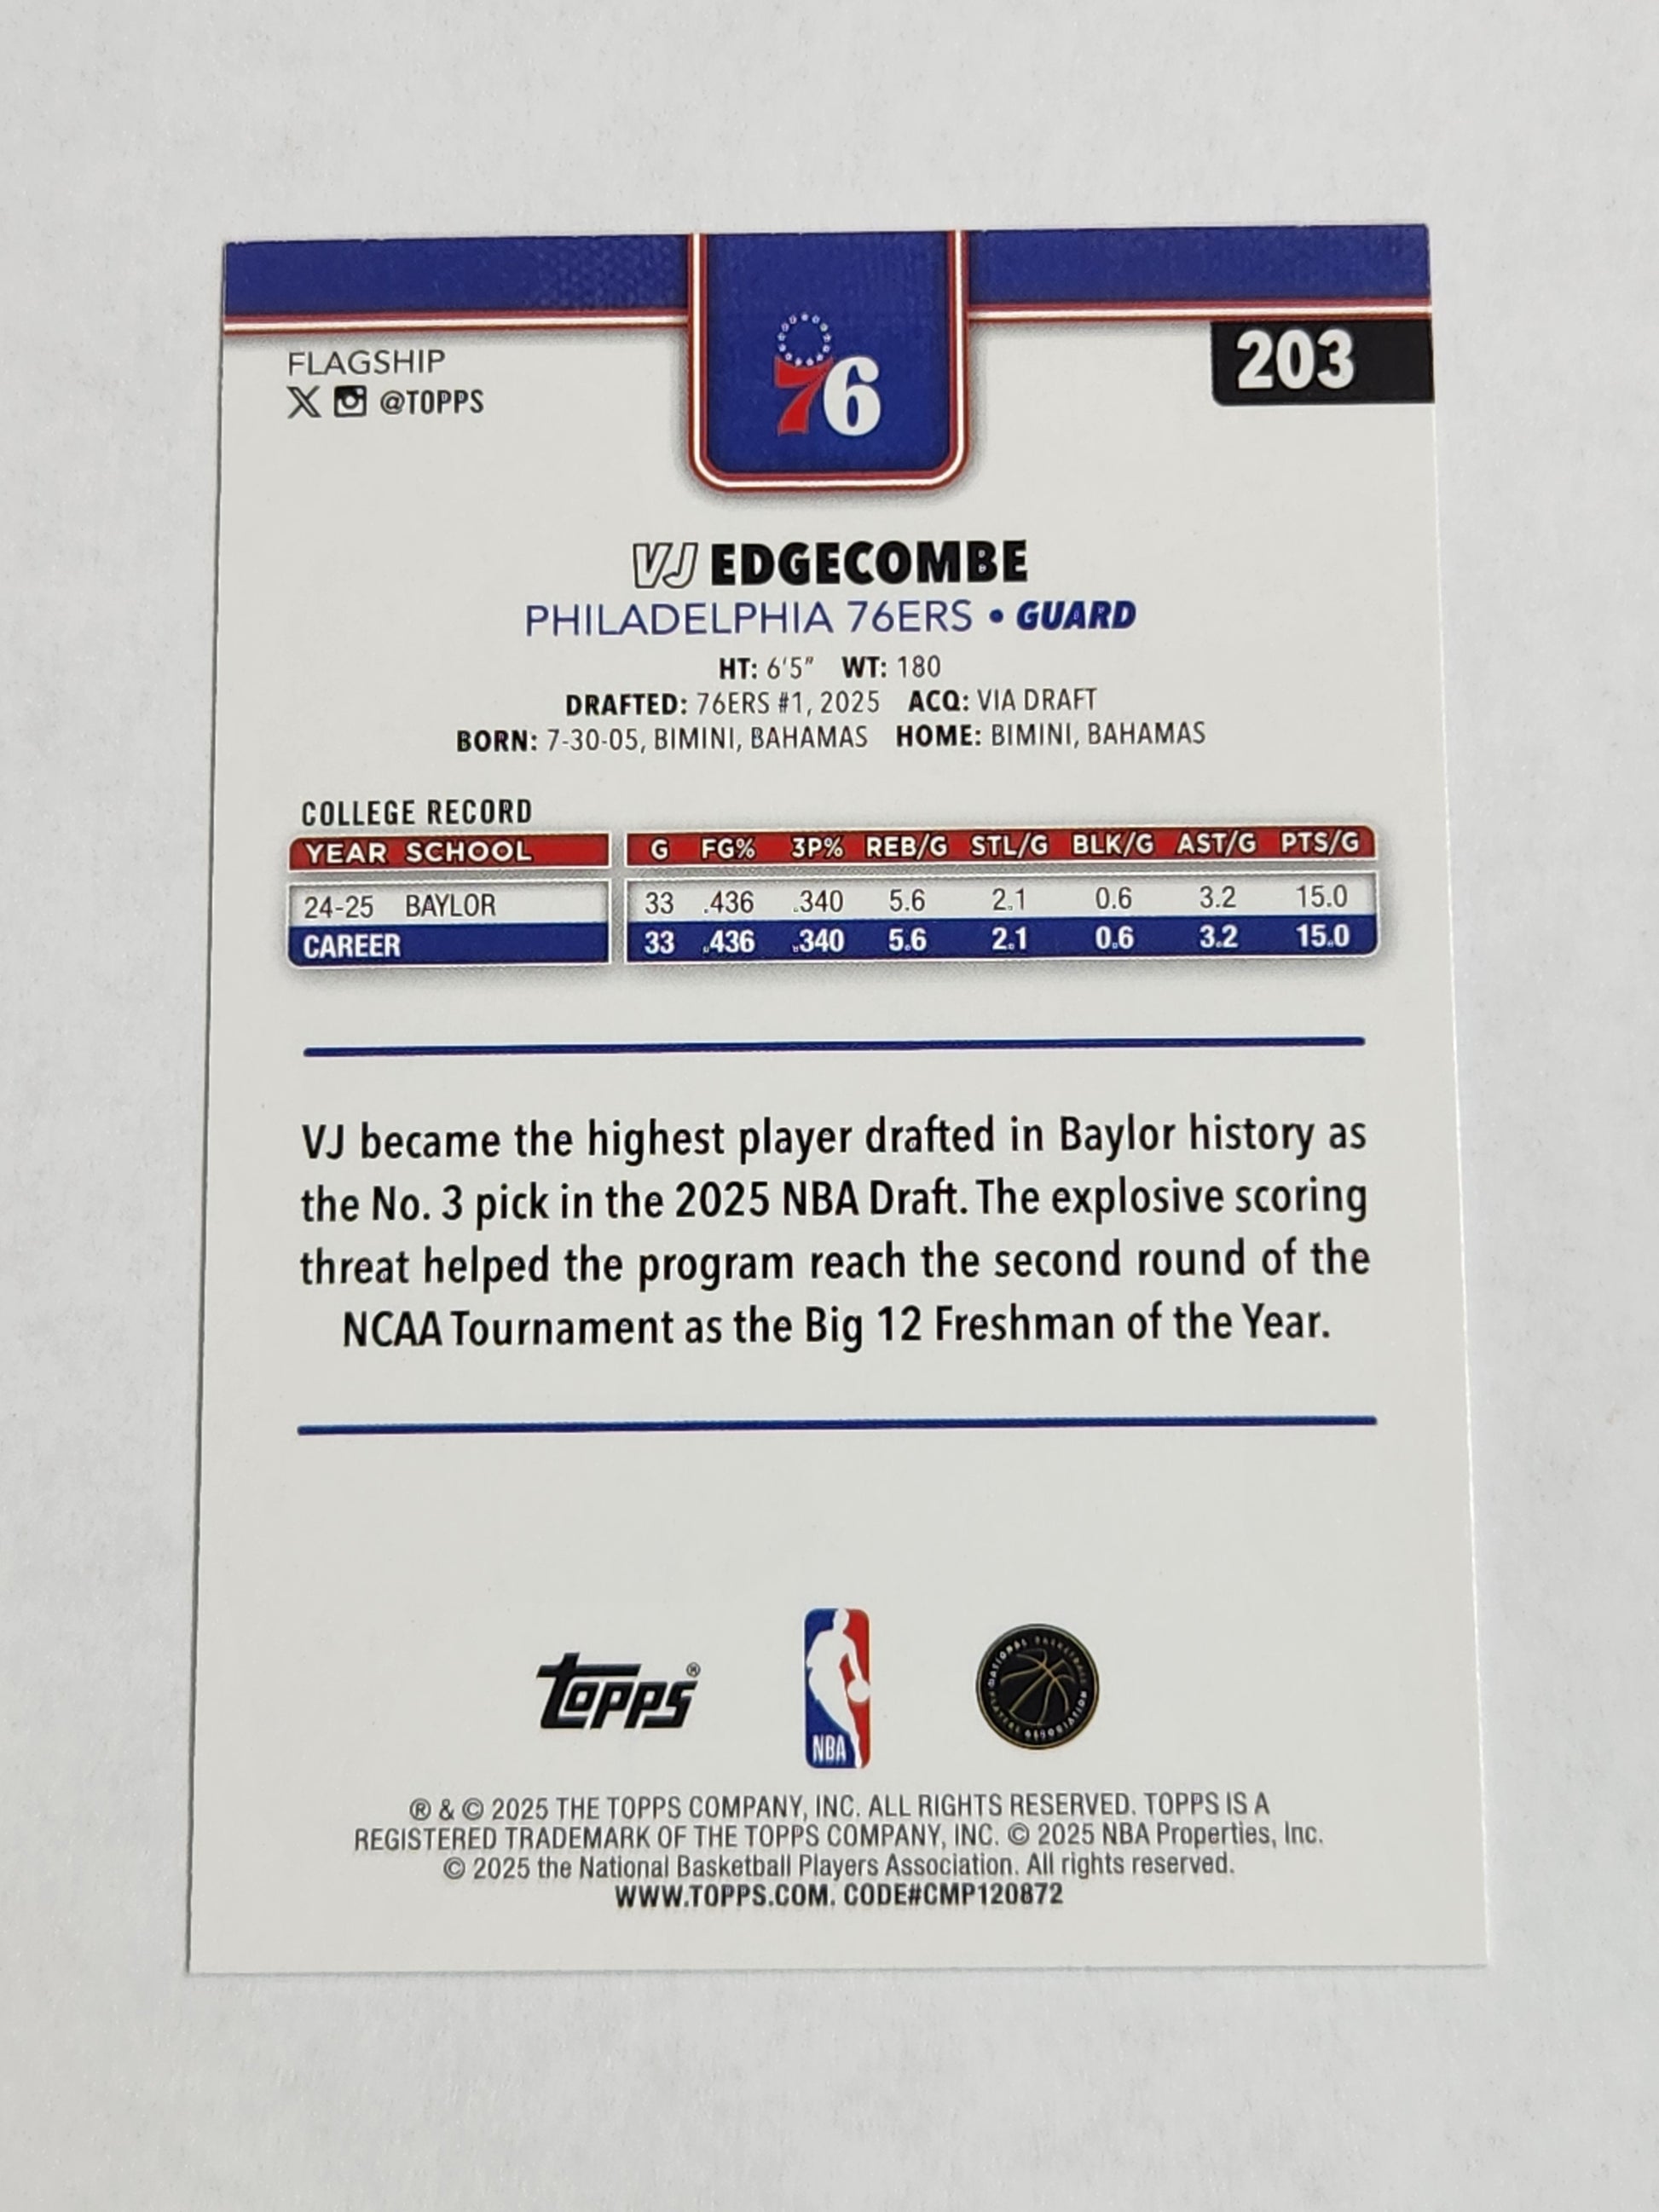 FLAGSHIP
@TOPPS
76
203
VJ EDGECOMBE
PHILADELPHIA 76ERS • GUARD
HT: 6'5" WT: 180
DRAFTED: 76ERS #1, 2025 ACQ: VIA DRAFT
BORN: 7-30-05, BIMINI, BAHAMAS HOME: BIMINI, BAHAMAS
COLLEGE RECORD
YEAR SCHOOL G FG% 3P% REB/G STL/G BLK/G AST/G PTS/G
24-25 BAYLOR 33 .436 .340 5.6 2.1 0.6 3.2 15.0
CAREER 33 .436 .340 5.6 2.1 0.6 3.2 15.0
VJ became the highest player drafted in Baylor history as
the No. 3 pick in the 2025 NBA Draft. The explosive scoring
threat helped the program reach the second round of the
NCAA Tournament as the Big 12 Freshman of the Year.
Topps®
NBA
NATIONAL BASKETBALL PLAYERS ASSOCIATION
® & © 2025 THE TOPPS COMPANY, INC. ALL RIGHTS RESERVED. TOPPS IS A
REGISTERED TRADEMARK OF THE TOPPS COMPANY, INC. © 2025 NBA Properties, Inc.
© 2025 the National Basketball Players Association. All rights reserved.
WWW.TOPPS.COM. CODE#CMP120872